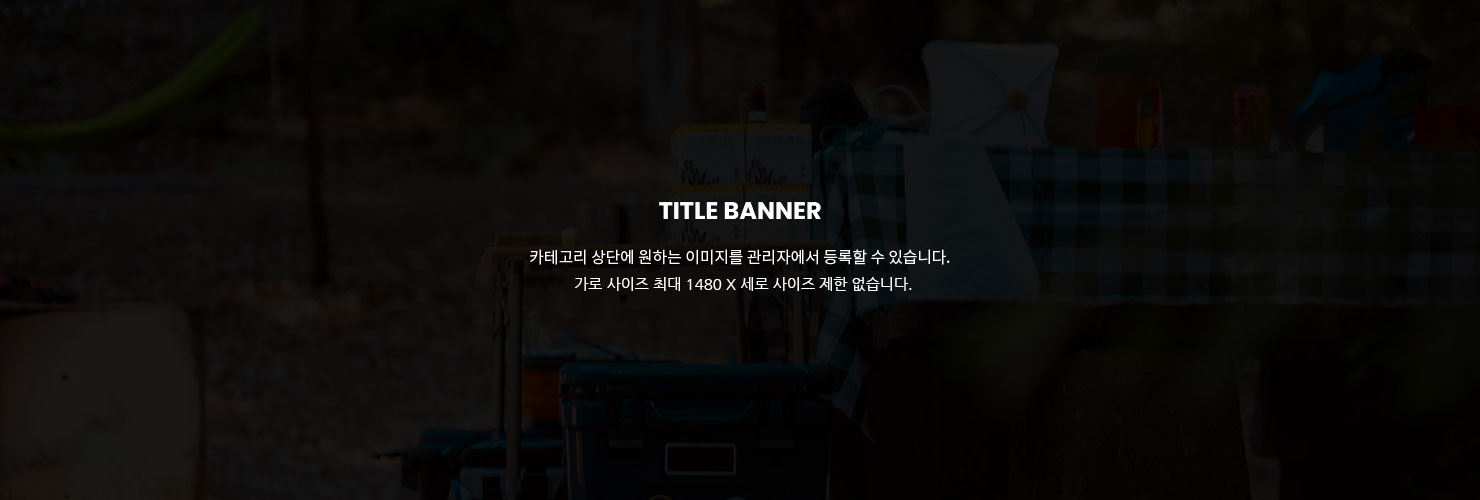 TITLE BANNER
카테고리 상단에 원하는 이미지를 관리자에서 등록할 수 있습니다.
가로 사이즈 최대 1480 X 세로 사이즈 제한 없습니다.